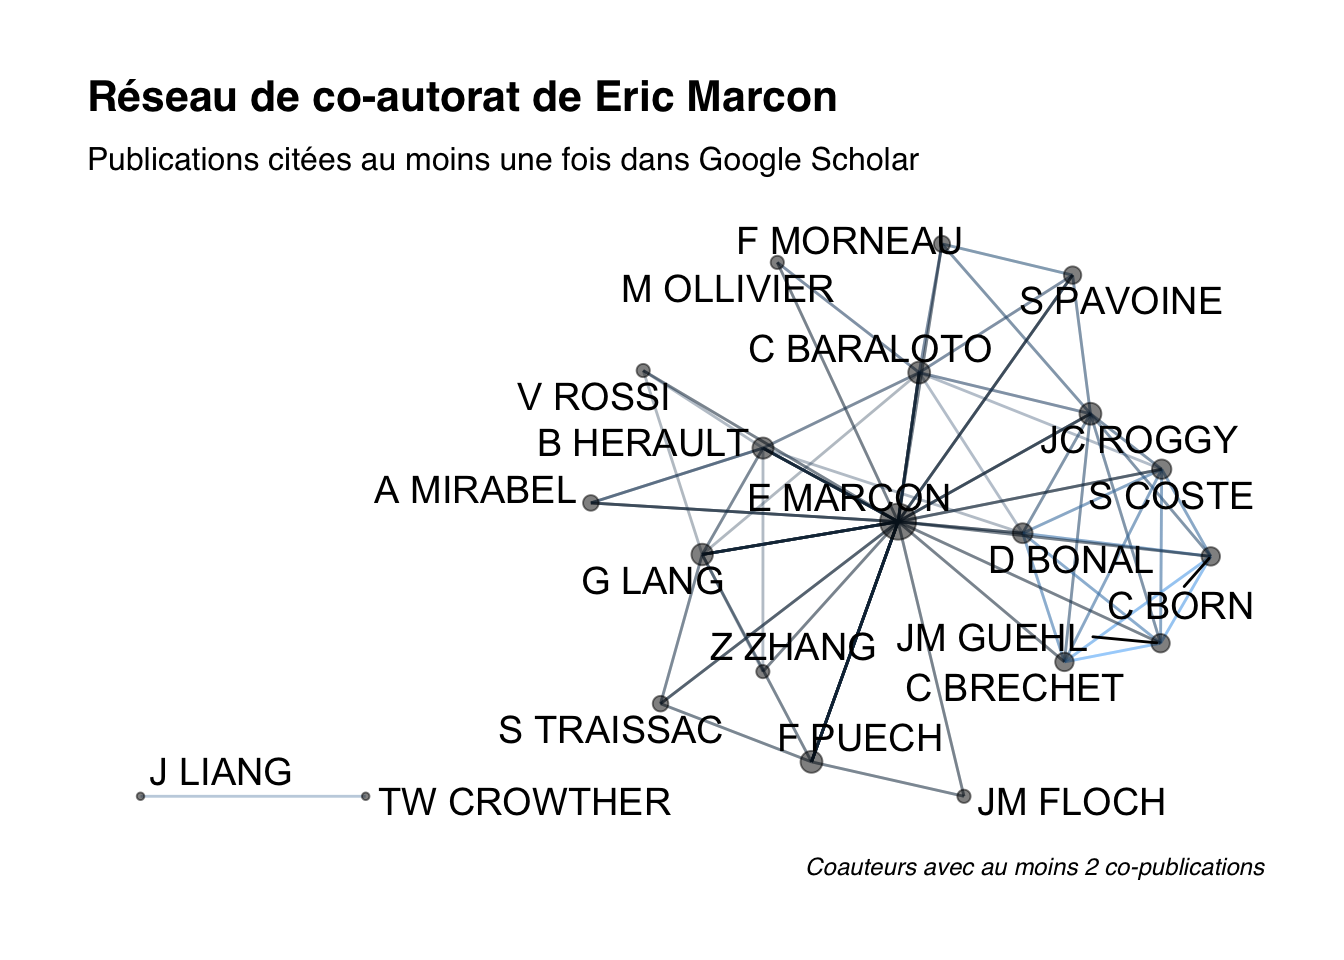 Réseau de co-autorat de Eric Marcon
Publications citées au moins une fois dans Google Scholar
F MORNEAU
M OLLIVIER
S PAVOINE
C BARALOTO
V ROSSI
B HERAULT
JC ROGGY
A MIRABEL
E MARCON
S COSTE
D BONAL
G LANG
C BORN
Z ZHANG
JM GUEHL
C BRECHET
S TRAISSAC
F PUECH
J LIANG
TW CROWTHER
JM FLOCH
Coauteurs avec au moins 2 co-publications